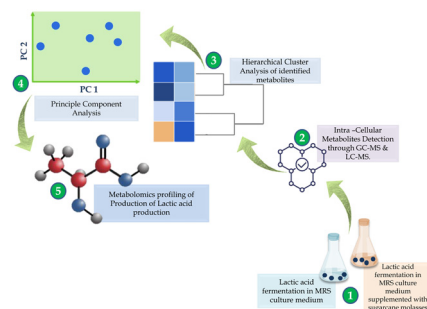 PC 2
PC 1
4
Principle Component
Analysis
3
Hierarchical Cluster
Analysis of identified
metabolites
2
Intra –Cellular
Metabolites Detection
through GC-MS &
LC-MS.
5
Metabolomics profiling of
Production of Lactic acid
production
Lactic acid
fermentation in MRS
culture medium
1
Lactic acid
fermentation in
MRS culture
medium
supplemented with
sugarcane molasses